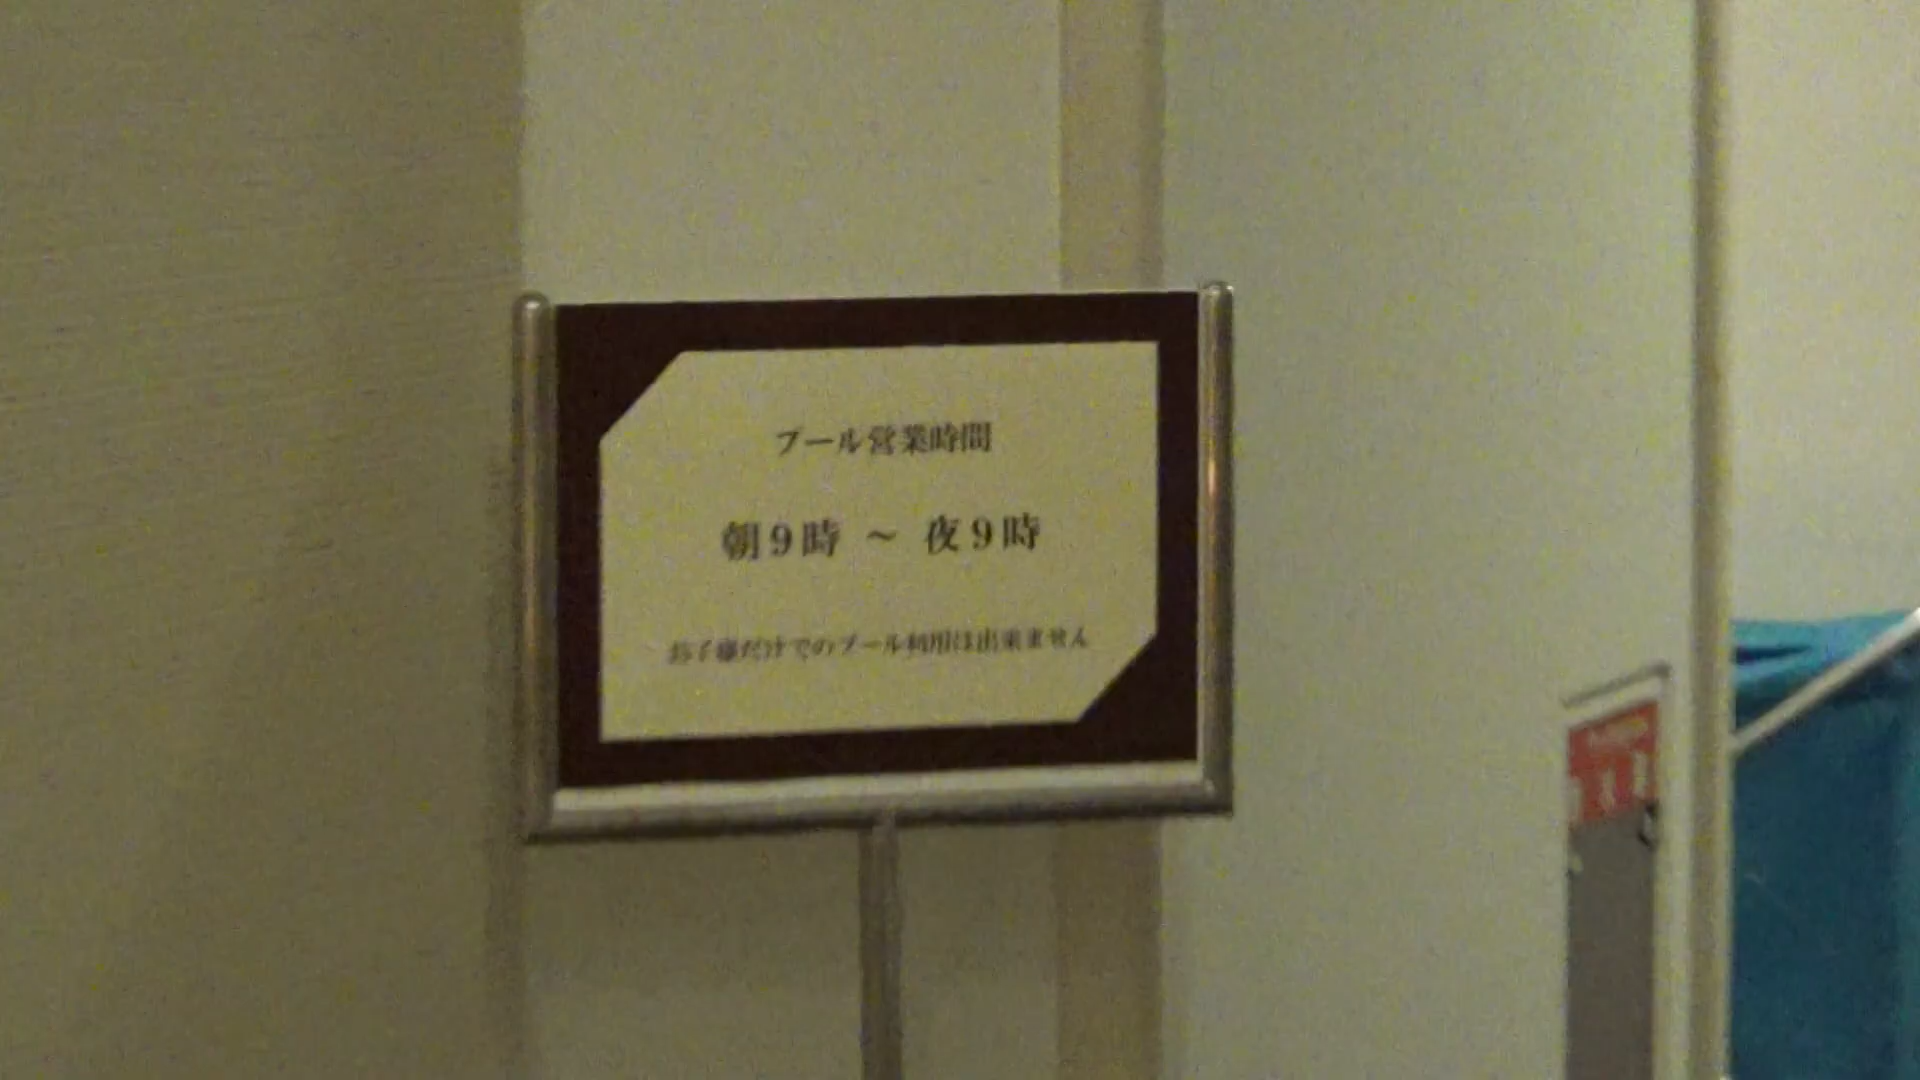 プール営業時間
朝9時 ～ 夜9時
お子様だけでのプール利用は出来ません